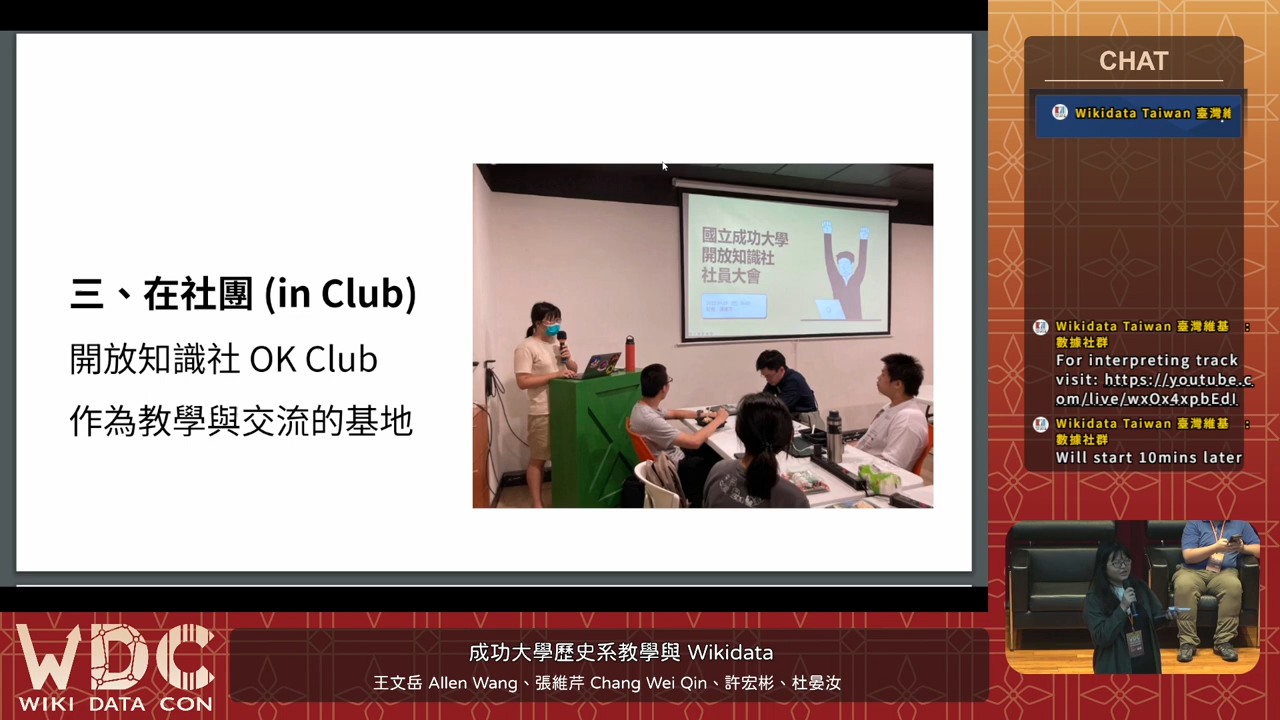 三、在社團 (in Club)
開放知識社 OK Club
作為教學與交流的基地
國立成功大學
開放知識社
社員大會
CHAT
Wikidata Taiwan 臺灣維
Wikidata Taiwan 臺灣維基 :
數據社群
For interpreting track
visit: https://youtube.c
om/live/wxOx4xpbEdI
Wikidata Taiwan 臺灣維基 :
數據社群
Will start 10mins later
WDC
WIKI DATA CON
成功大學歷史系教學與 Wikidata
王文岳 Allen Wang、張維芹 Chang Wei Qin、許宏彬、杜晏汝